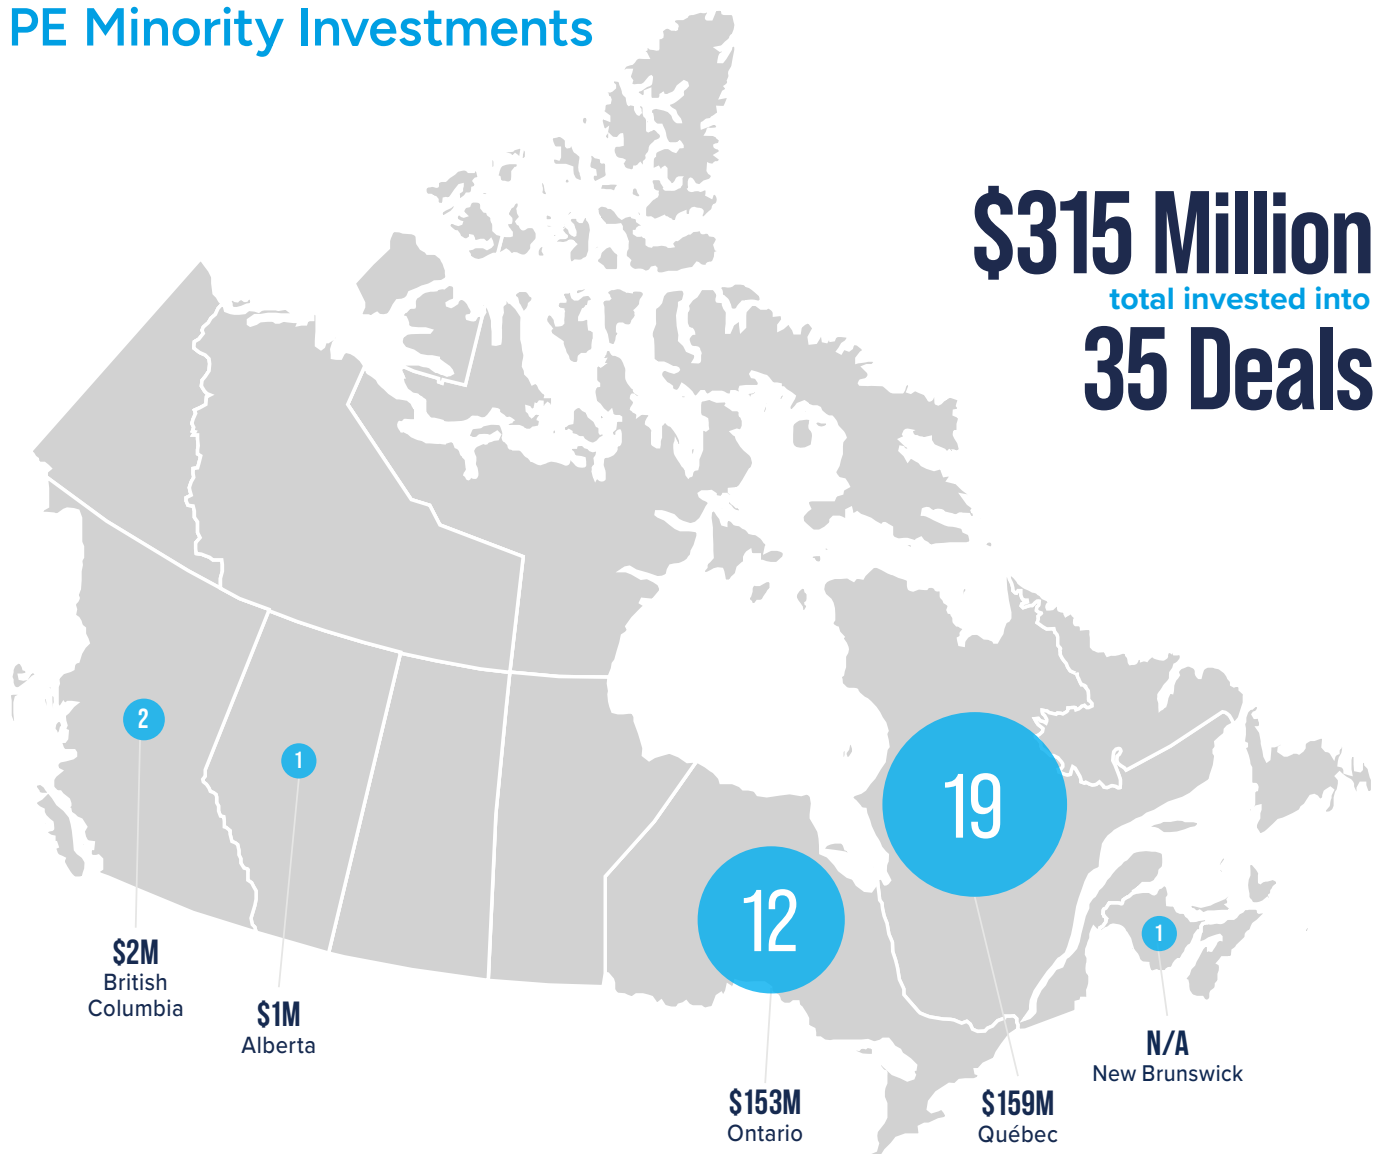 PE Minority Investments
$315 Million
total invested into
35 Deals
2
1
19
12
1
$2M
British
Columbia
$1M
Alberta
$153M
Ontario
$159M
Québec
N/A
New Brunswick